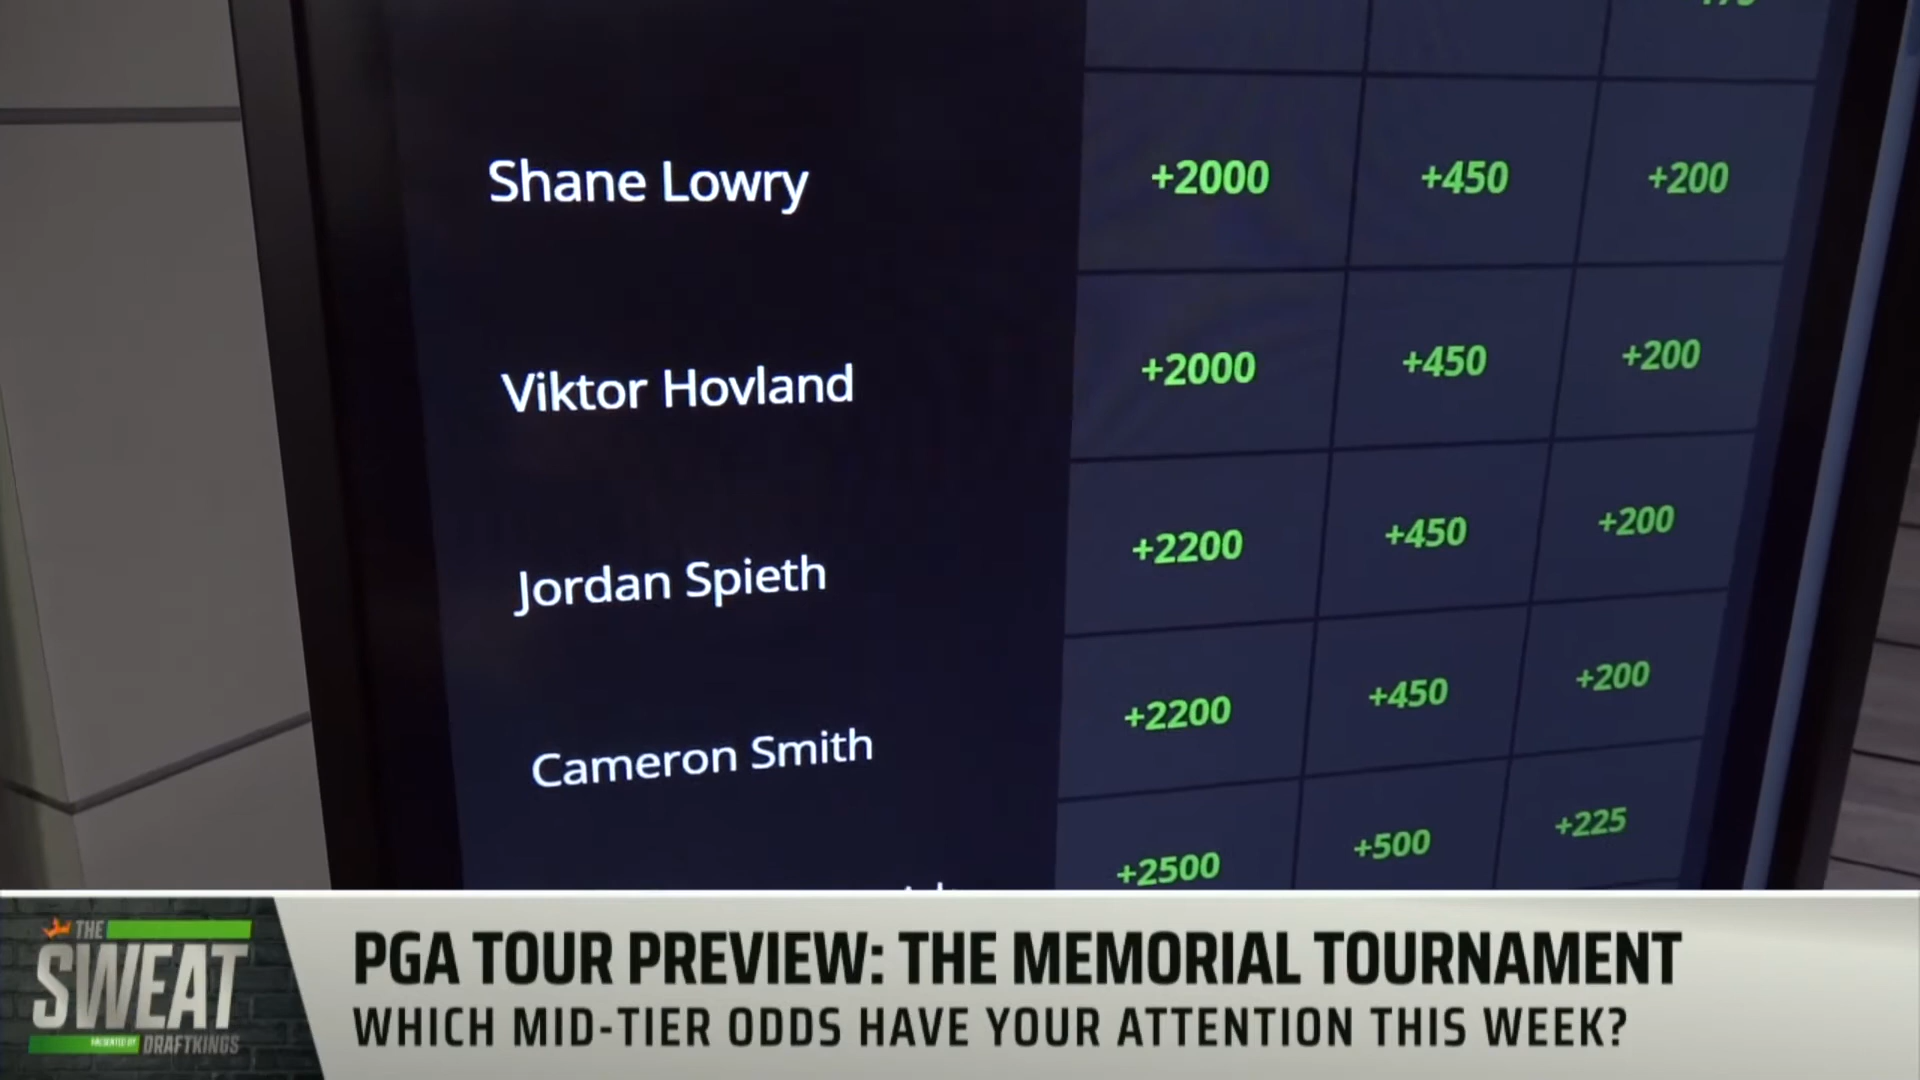 Shane Lowry +2000 +450 +200
Viktor Hovland +2000 +450 +200
Jordan Spieth +2200 +450 +200
Cameron Smith +2200 +450 +200
+2500 +500 +225
THE
SWEAT
PRESENTED BY DRAFTKINGS
PGA TOUR PREVIEW: THE MEMORIAL TOURNAMENT
WHICH MID-TIER ODDS HAVE YOUR ATTENTION THIS WEEK?